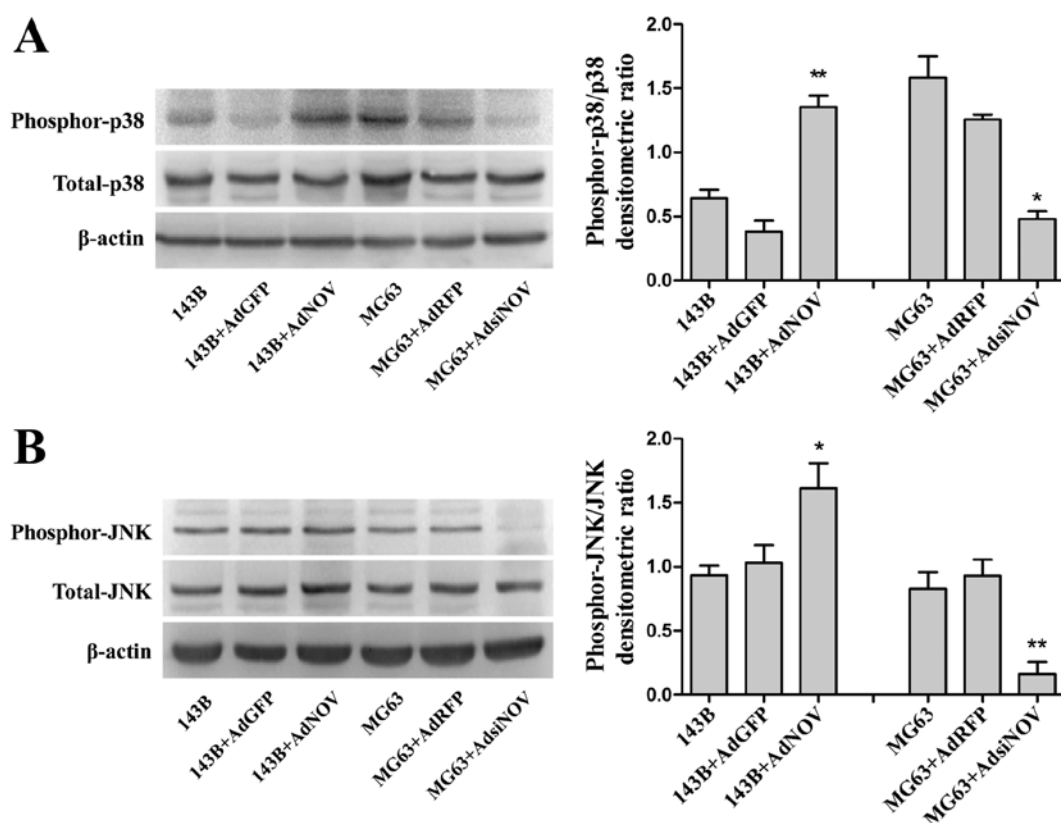 A
Phosphor-p38
Total-p38
β-actin
143B
143B+AdGFP
143B+AdNOV
MG63
MG63+AdRFP
MG63+AdsiNOV
Phosphor-p38/p38
densitometric ratio
2.0
1.5
1.0
0.5
0.0
**
*
143B
143B+AdGFP
143B+AdNOV
MG63
MG63+AdRFP
MG63+AdsiNOV
B
Phosphor-JNK
Total-JNK
β-actin
143B
143B+AdGFP
143B+AdNOV
MG63
MG63+AdRFP
MG63+AdsiNOV
Phosphor-JNK/JNK
densitometric ratio
2.0
1.5
1.0
0.5
0.0
*
**
143B
143B+AdGFP
143B+AdNOV
MG63
MG63+AdRFP
MG63+AdsiNOV